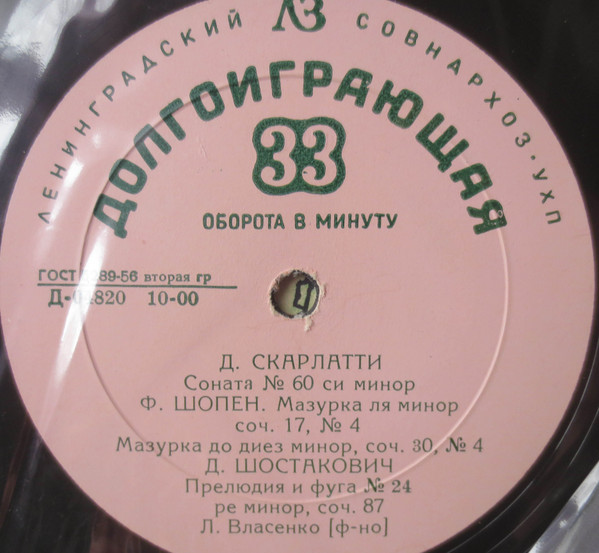 ЛЕНИНГРАДСКИЙ ЛЗ СОВНАРХОЗ·УХП
ДОЛГОИГРАЮЩАЯ
33
ОБОРОТА В МИНУТУ
ГОСТ 89-56 вторая гр
10-00
Д. СКАРЛАТТИ
Соната № 60 си минор
Ф. ШОПЕН. Мазурка ля минор
соч. 17, № 4
Мазурка до диез минор, соч. 30, № 4
Д. ШОСТАКОВИЧ
Прелюдия и фуга № 24
ре минор, соч. 87
Л. Власенко [ф-но]